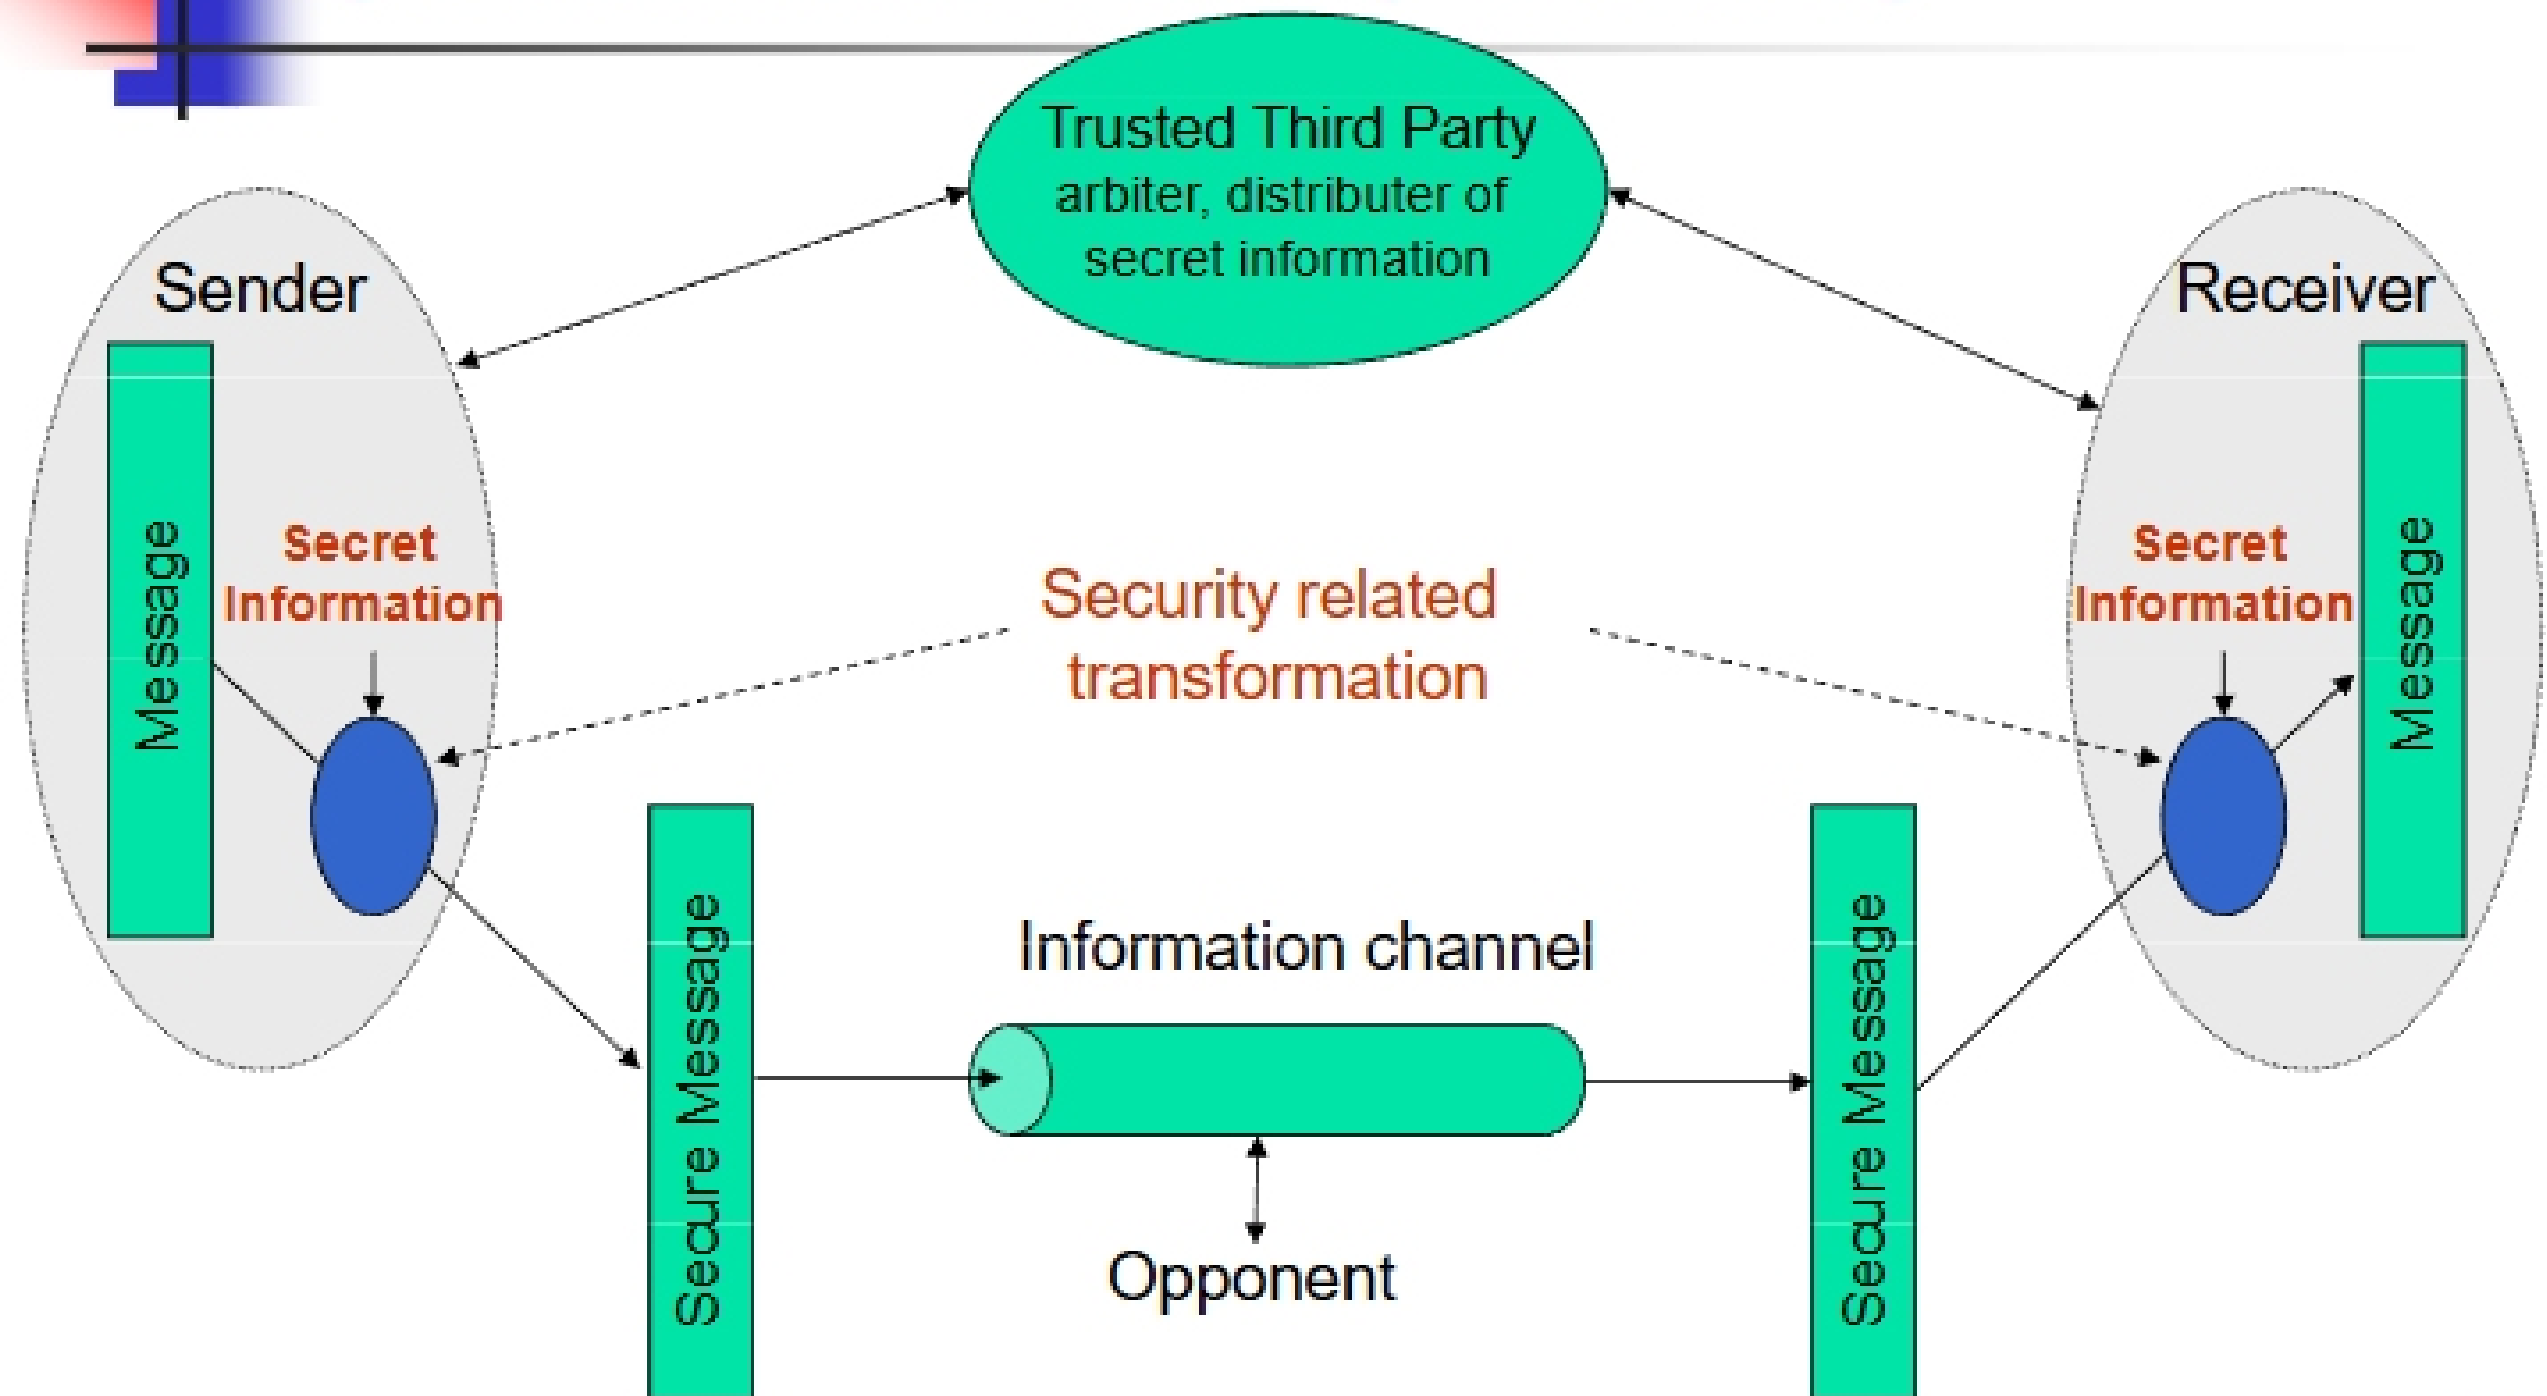 Trusted Third Party
arbiter, distributer of
secret information
Sender
Receiver
Message
Secret
Information
Security related
transformation
Secret
Information
Message
Secure Message
Information channel
Secure Message
Opponent